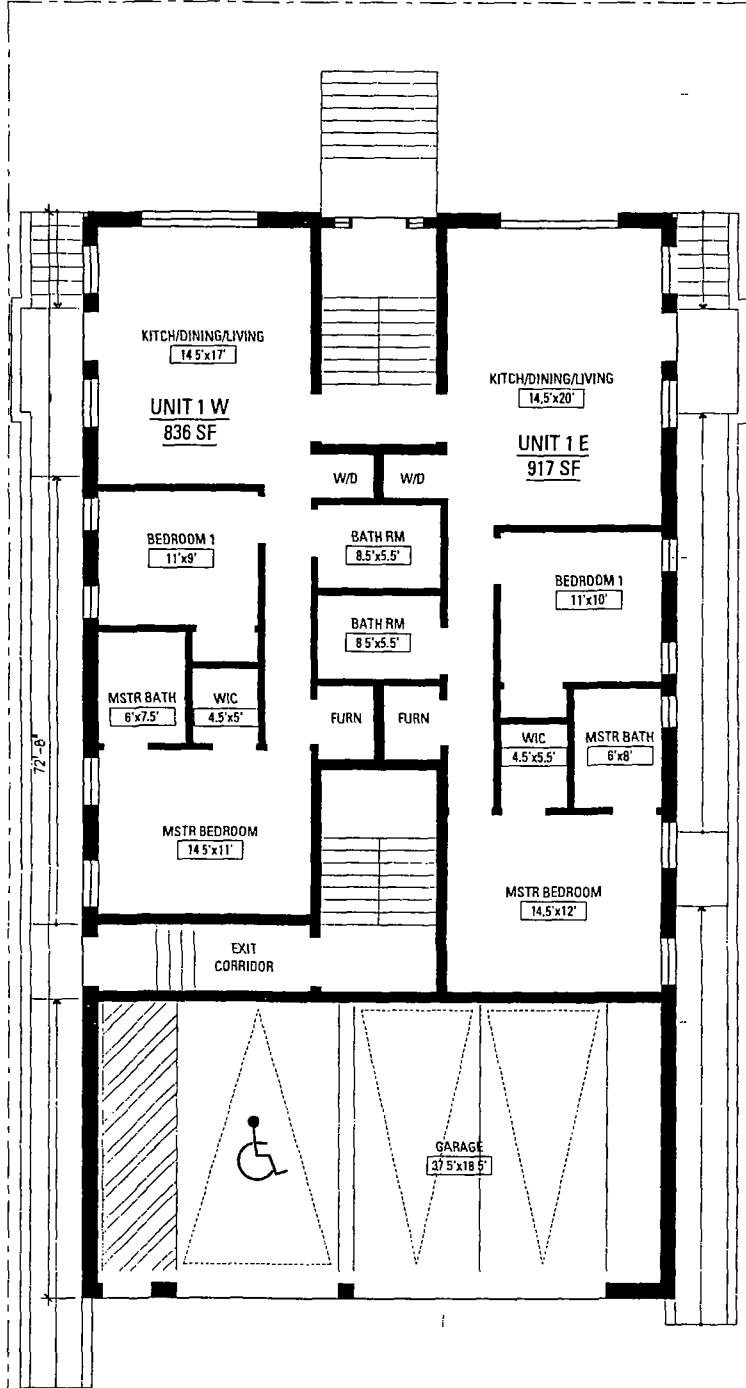 KITCH/DINING/LIVING
14 5'x17'
UNIT 1 W
836 SF
KITCH/DINING/LIVING
14.5'x20'
UNIT 1 E
917 SF
W/D
W/D
BATH RM
8.5'x5.5'
BEDROOM 1
11'x9'
BEDROOM 1
11'x10'
BATH RM
8 5'x5.5'
MSTR BATH
6'x7.5'
WIC
4.5'x5'
FURN
FURN
WIC
4.5'x5.5'
MSTR BATH
6'x8'
72'-8"
MSTR BEDROOM
14 5'x11'
MSTR BEDROOM
14.5'x12'
EXIT
CORRIDOR
GARAGE
37 5'x18 5'